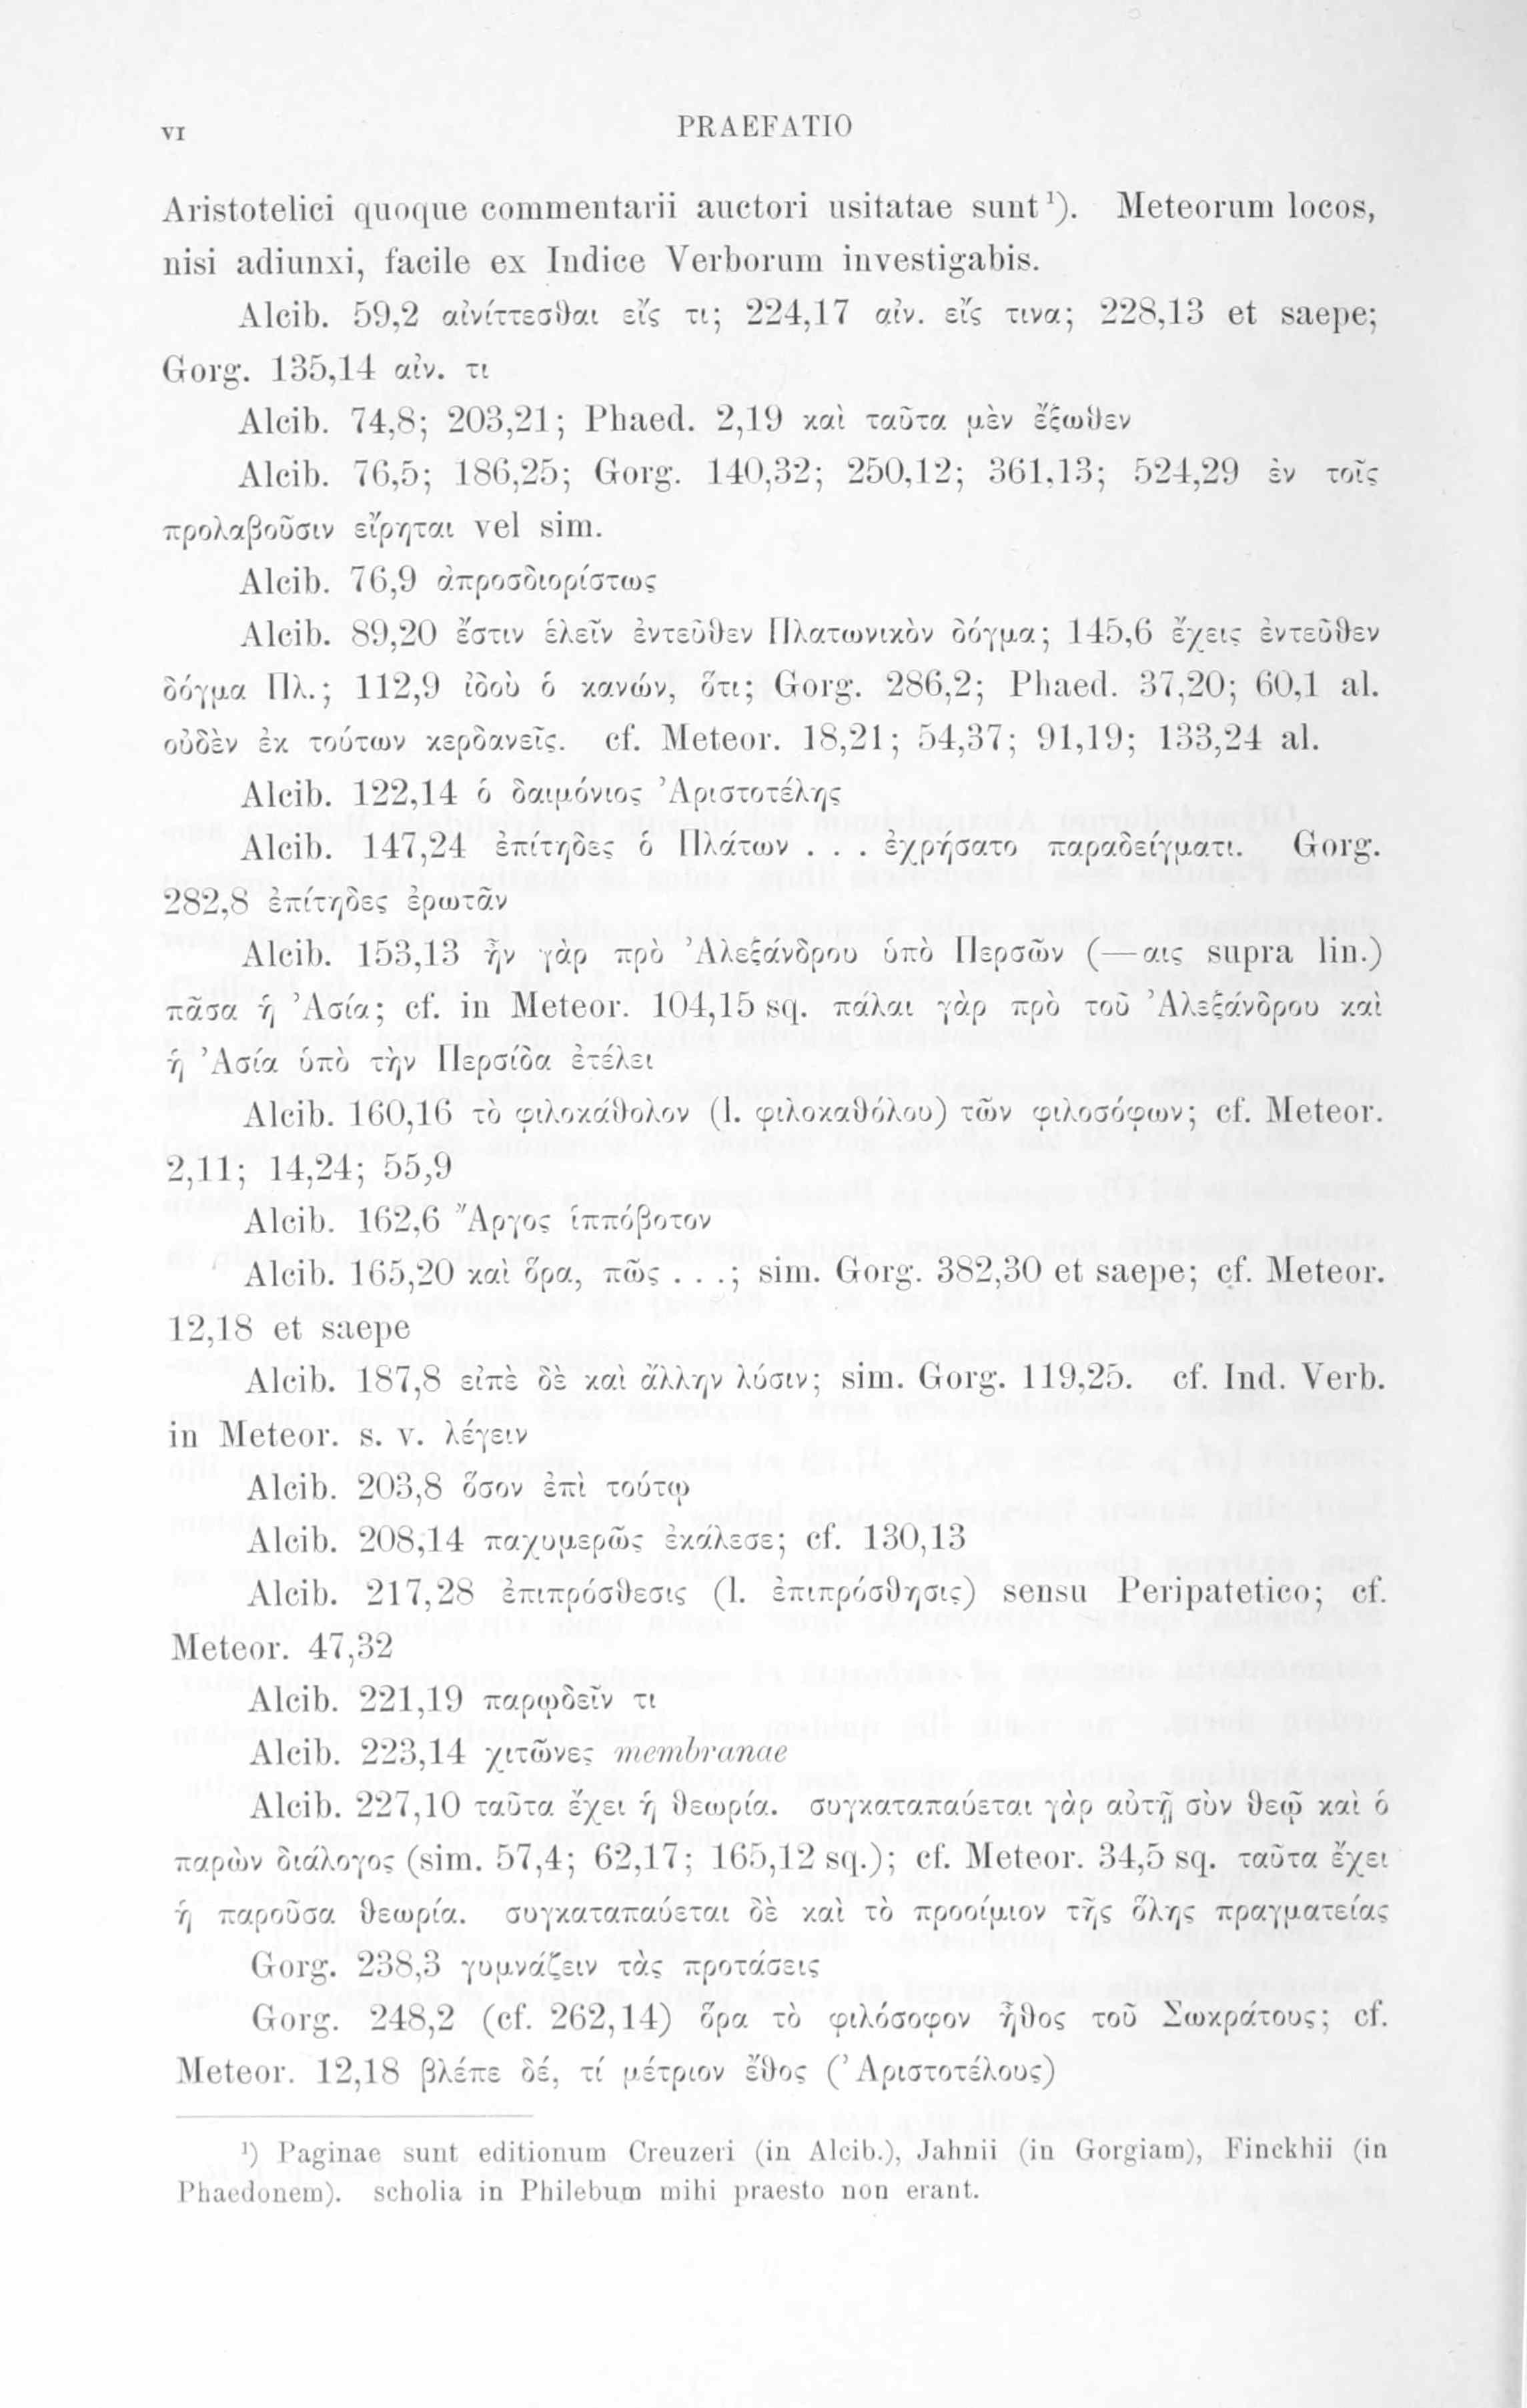 VI PRAEFATIO
Aristotelici quoque commentarii auctori usitatae sunt¹). Meteorum locos,
nisi adiunxi, facile ex Indice Verborum investigabis.
Alcib. 59,2 αἰνίττεσθαι εἴς τι; 224,17 αἰν. εἴς τινα; 228,13 et saepe;
Gorg. 135,14 αἰν. τι
Alcib. 74,8; 203,21; Phaed. 2,19 καὶ ταῦτα μὲν ἔξωθεν
Alcib. 76,5; 186,25; Gorg. 140,32; 250,12; 361,13; 524,29 ἐν τοῖς
προλαβοῦσιν εἴρηται vel sim.
Alcib. 76,9 ἀπροσδιορίστως
Alcib. 89,20 ἔστιν ἑλεῖν ἐντεῦθεν Πλατωνικὸν δόγμα; 145,6 ἔχεις ἐντεῦθεν
δόγμα Πλ.; 112,9 ἰδοὺ ὁ κανών, ὅτι; Gorg. 286,2; Phaed. 37,20; 60,1 al.
οὐδὲν ἐκ τούτων κερδανεῖς. cf. Meteor. 18,21; 54,37; 91,19; 133,24 al.
Alcib. 122,14 ὁ δαιμόνιος Ἀριστοτέλης
Alcib. 147,24 ἐπίτηδες ὁ Πλάτων . . . ἐχρήσατο παραδείγματι. Gorg.
282,8 ἐπίτηδες ἐρωτᾶν
Alcib. 153,13 ἦν γὰρ πρὸ Ἀλεξάνδρου ὑπὸ Περσῶν (—αις supra lin.)
πᾶσα ἡ Ἀσία; cf. in Meteor. 104,15 sq. πάλαι γὰρ πρὸ τοῦ Ἀλεξάνδρου καὶ
ἡ Ἀσία ὑπὸ τὴν Περσίδα ἐτέλει
Alcib. 160,16 τὸ φιλοκάθολον (l. φιλοκαθόλου) τῶν φιλοσόφων; cf. Meteor.
2,11; 14,24; 55,9
Alcib. 162,6 Ἄργος ἱππόβοτον
Alcib. 165,20 καὶ ὅρα, πῶς . . .; sim. Gorg. 382,30 et saepe; cf. Meteor.
12,18 et saepe
Alcib. 187,8 εἰπὲ δὲ καὶ ἄλλην λύσιν; sim. Gorg. 119,25. cf. Ind. Verb.
in Meteor. s. v. λέγειν
Alcib. 203,8 ὅσον ἐπὶ τούτῳ
Alcib. 208,14 παχυμερῶς ἐκάλεσε; cf. 130,13
Alcib. 217,28 ἐπιπρόσθεσις (l. ἐπιπρόσθησις) sensu Peripatetico; cf.
Meteor. 47,32
Alcib. 221,19 παρῳδεῖν τι
Alcib. 223,14 χιτῶνες membranae
Alcib. 227,10 ταῦτα ἔχει ἡ θεωρία. συγκαταπαύεται γὰρ αὐτῇ σὺν θεῷ καὶ ὁ
παρὼν διάλογος (sim. 57,4; 62,17; 165,12 sq.); cf. Meteor. 34,5 sq. ταῦτα ἔχει
ἡ παροῦσα θεωρία. συγκαταπαύεται δὲ καὶ τὸ προοίμιον τῆς ὅλης πραγματείας
Gorg. 238,3 γυμνάζειν τὰς προτάσεις
Gorg. 248,2 (cf. 262,14) ὅρα τὸ φιλόσοφον ἦθος τοῦ Σωκράτους; cf.
Meteor. 12,18 βλέπε δέ, τί μέτριον ἔθος (Ἀριστοτέλους)
¹) Paginae sunt editionum Creuzeri (in Alcib.), Jahnii (in Gorgiam), Finckhii (in
Phaedonem). scholia in Philebum mihi praesto non erant.